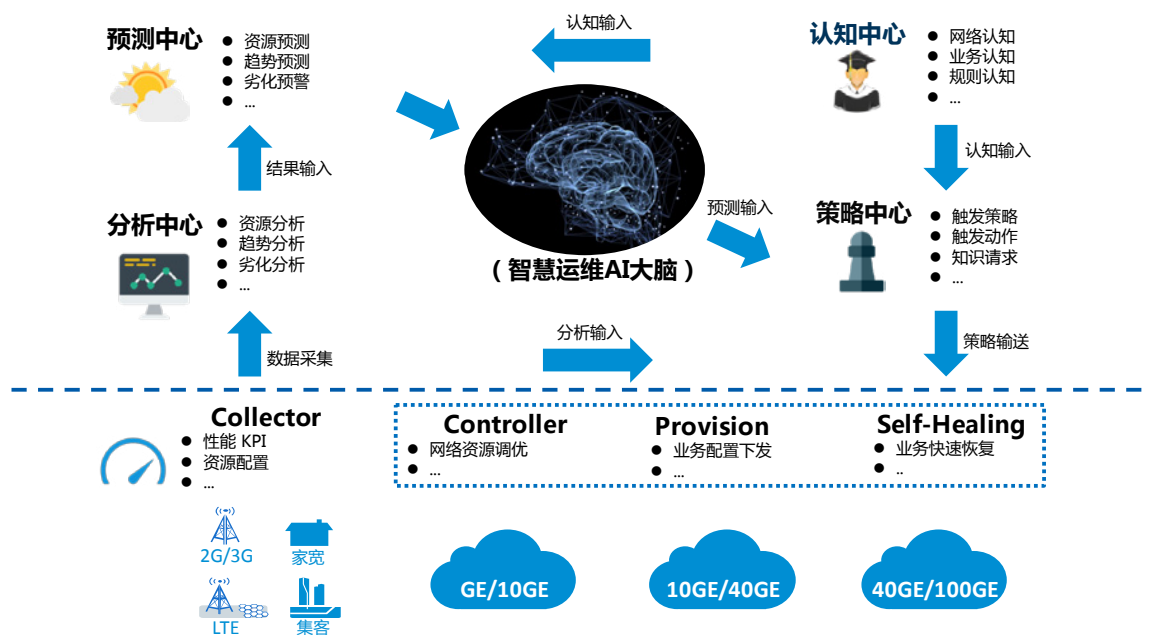 认知输入
预测中心
● 资源预测
● 趋势预测
● 劣化预警
● ...
认知中心
● 网络认知
● 业务认知
● 规则认知
● ...
结果输入
认知输入
分析中心
● 资源分析
● 趋势分析
● 劣化分析
● ...
预测输入
策略中心
● 触发策略
● 触发动作
● 知识请求
● ...
(智慧运维AI大脑)
数据采集
分析输入
策略输送
Collector
● 性能 KPI
● 资源配置
● ...
Controller
● 网络资源调优
● ...
Provision
● 业务配置下发
● ...
Self-Healing
● 业务快速恢复
● ..
2G/3G
家宽
LTE
集客
GE/10GE
10GE/40GE
40GE/100GE